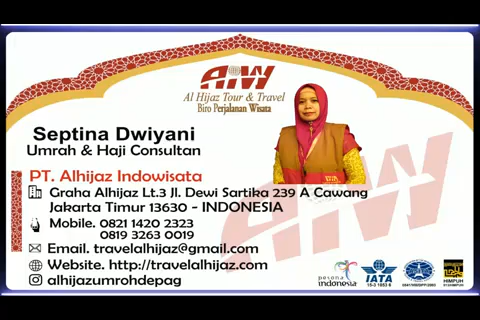 AIW
Al Hijaz Tour & Travel
Biro Perjalanan Wisata
Septina Dwiyani
Umrah & Haji Consultan
PT. Alhijaz Indowisata
Graha Alhijaz Lt.3 Jl. Dewi Sartika 239 A Cawang
Jakarta Timur 13630 - INDONESIA
Mobile. 0821 1420 2323
0819 3263 0019
Email. travelalhijaz@gmail.com
Website. http://travelalhijaz.com
alhijazumrohdepag
pesona
indonesia
IATA
HIMPUH